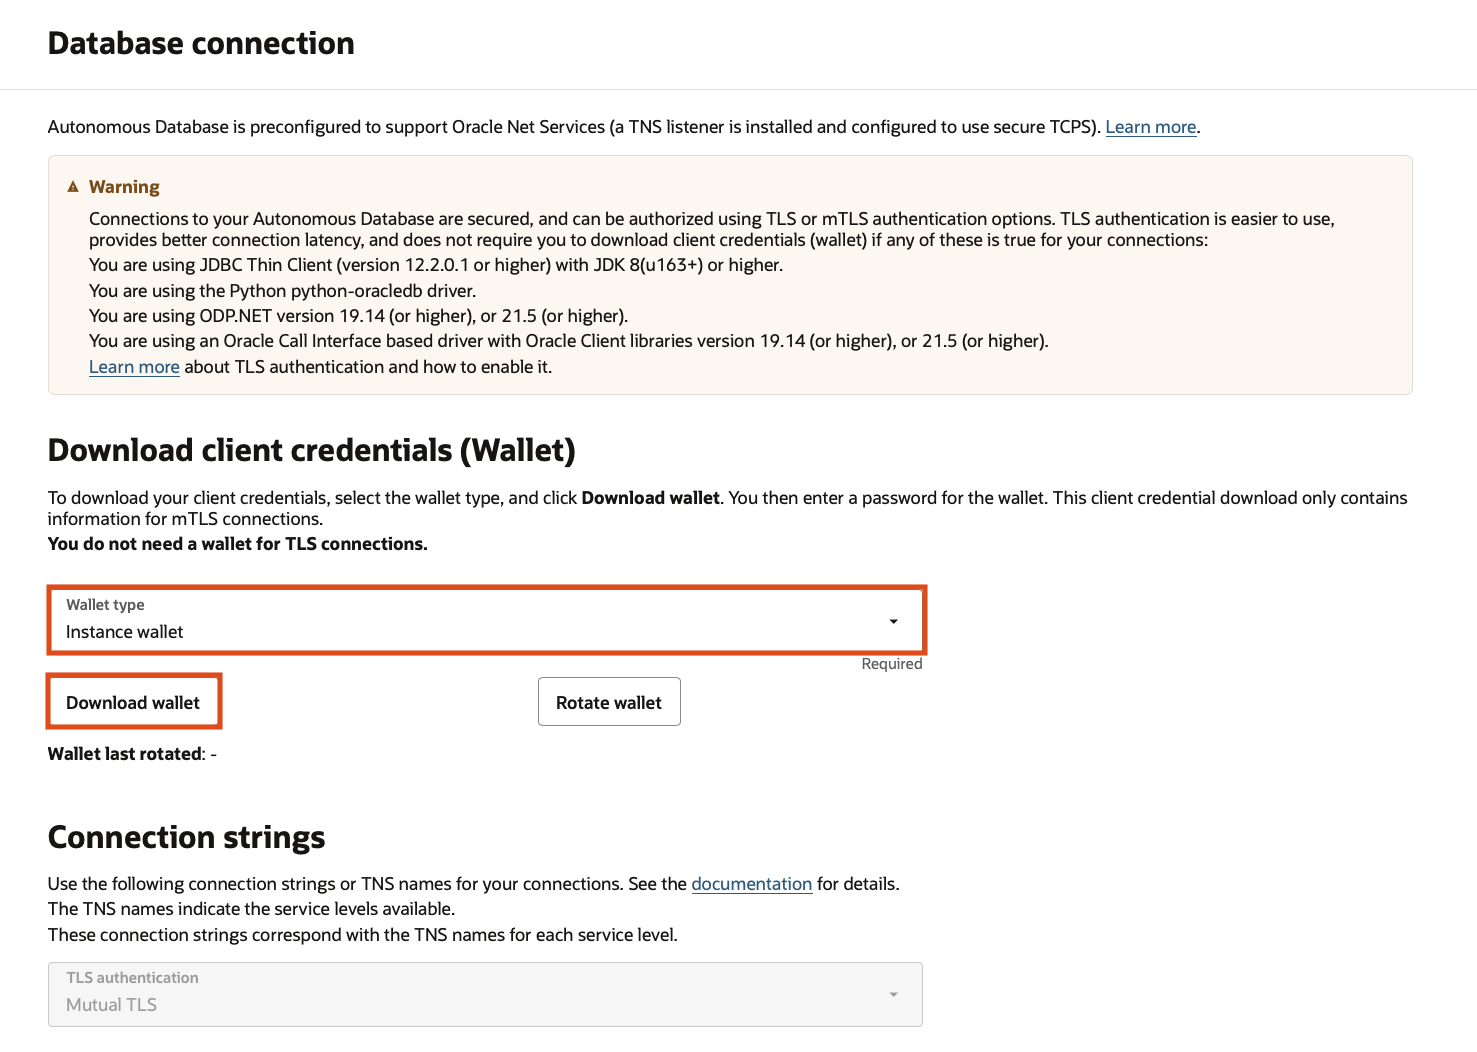 Database connection
Autonomous Database is preconfigured to support Oracle Net Services (a TNS listener is installed and configured to use secure TCPS). Learn more.
Warning
Connections to your Autonomous Database are secured, and can be authorized using TLS or mTLS authentication options. TLS authentication is easier to use,
provides better connection latency, and does not require you to download client credentials (wallet) if any of these is true for your connections:
You are using JDBC Thin Client (version 12.2.0.1 or higher) with JDK 8(u163+) or higher.
You are using the Python python-oracledb driver.
You are using ODP.NET version 19.14 (or higher), or 21.5 (or higher).
You are using an Oracle Call Interface based driver with Oracle Client libraries version 19.14 (or higher), or 21.5 (or higher).
Learn more about TLS authentication and how to enable it.
Download client credentials (Wallet)
To download your client credentials, select the wallet type, and click Download wallet. You then enter a password for the wallet. This client credential download only contains
information for mTLS connections.
You do not need a wallet for TLS connections.
Wallet type
Instance wallet
Required
Download wallet
Rotate wallet
Wallet last rotated: -
Connection strings
Use the following connection strings or TNS names for your connections. See the documentation for details.
The TNS names indicate the service levels available.
These connection strings correspond with the TNS names for each service level.
TLS authentication
Mutual TLS